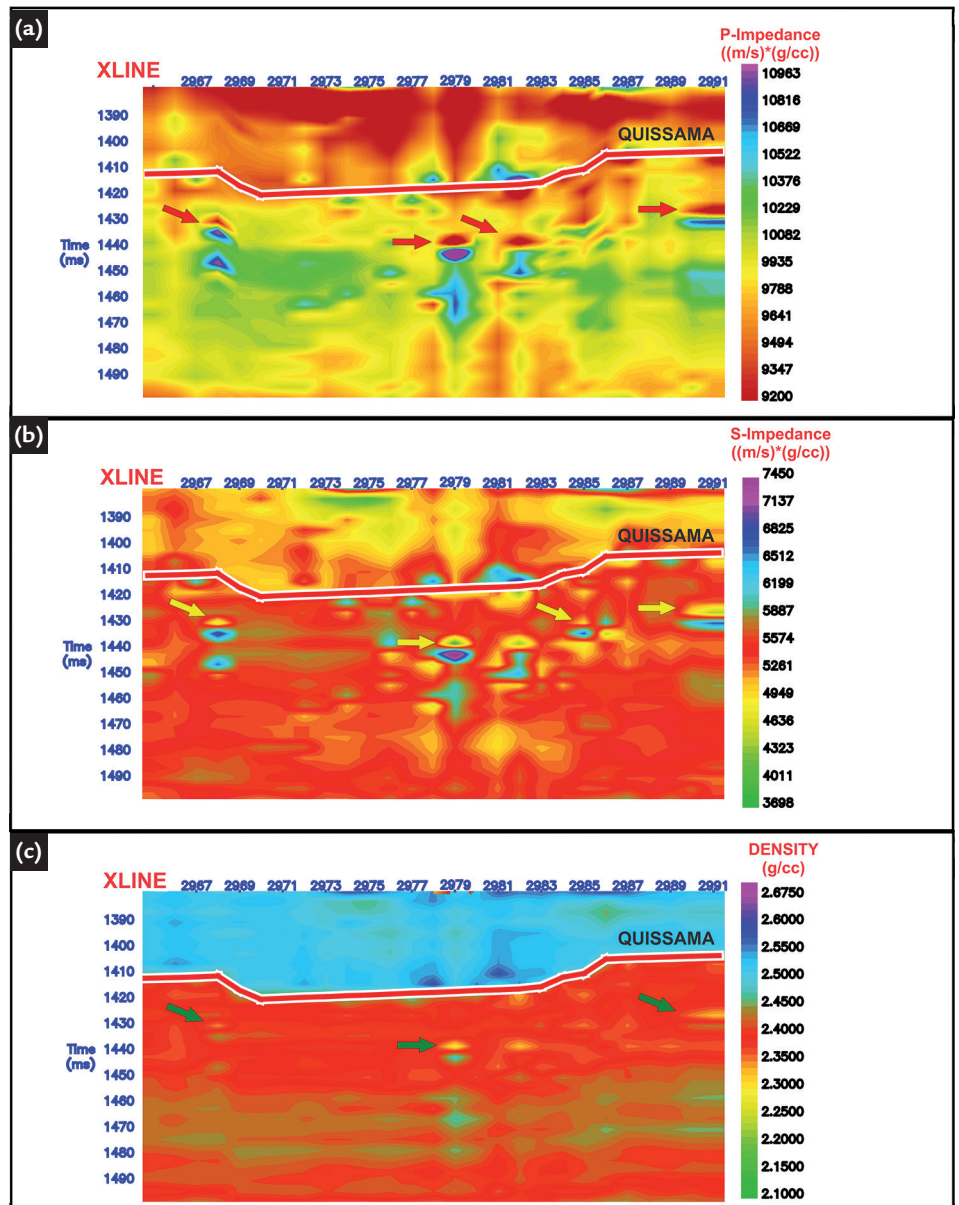 (a)
P-Impedance
((m/s)*(g/cc))
XLINE
2967 2969 2971 2973 2975 2977 2979 2981 2983 2985 2987 2989 2991
QUISSAMA
1390
1400
1410
1420
1430
1440
1450
1460
1470
1480
1490
Time
(ms)
10963
10816
10669
10522
10376
10229
10082
9935
9788
9641
9494
9347
9200
(b)
S-Impedance
((m/s)*(g/cc))
XLINE
2967 2969 2971 2973 2975 2977 2979 2981 2983 2985 2987 2989 2991
QUISSAMA
1390
1400
1410
1420
1430
1440
1450
1460
1470
1480
1490
Time
(ms)
7450
7137
6825
6512
6199
5887
5574
5261
4949
4636
4323
4011
3698
(c)
DENSITY
(g/cc)
XLINE
2967 2969 2971 2973 2975 2977 2979 2981 2983 2985 2987 2989 2991
QUISSAMA
1390
1400
1410
1420
1430
1440
1450
1460
1470
1480
1490
Time
(ms)
2.6750
2.6000
2.5500
2.5000
2.4500
2.4000
2.3500
2.3000
2.2500
2.2000
2.1500
2.1000